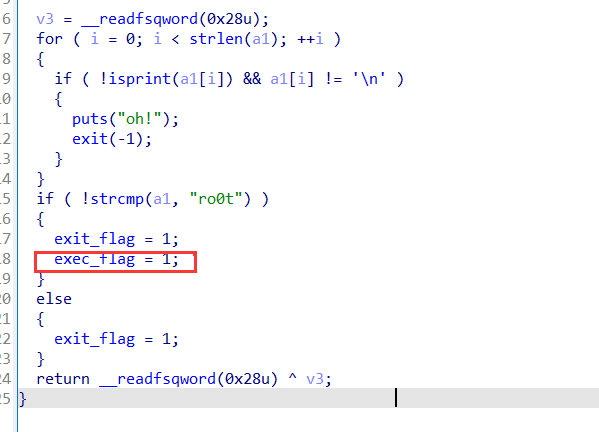 5
6 v3 = __readfsqword(0x28u);
7 for ( i = 0; i < strlen(a1); ++i )
8 {
9 if ( !isprint(a1[i]) && a1[i] != '\n' )
10 {
11 puts("oh!");
12 exit(-1);
13 }
14 }
15 if ( !strcmp(a1, "ro0t") )
16 {
17 exit_flag = 1;
18 exec_flag = 1;
19 }
20 else
21 {
22 exit_flag = 1;
23 }
24 return __readfsqword(0x28u) ^ v3;
25 }